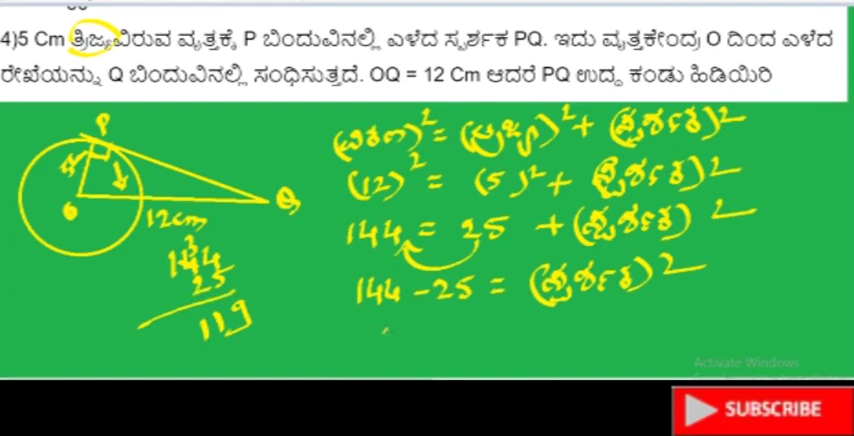 4)5 Cm ತ್ರಿಜ್ಯವಿರುವ ವೃತ್ತಕ್ಕೆ P ಬಿಂದುವಿನಲ್ಲಿ ಎಳೆದ ಸ್ಪರ್ಶಕ PQ. ಇದು ವೃತ್ತಕೇಂದ್ರ O ದಿಂದ ಎಳೆದ
ರೇಖೆಯನ್ನು Q ಬಿಂದುವಿನಲ್ಲಿ ಸಂಧಿಸುತ್ತದೆ. OQ = 12 Cm ಆದರೆ PQ ಉದ್ದ ಕಂಡು ಹಿಡಿಯಿರಿ
P
5
O
Q
12cm
144
25
119
(ವಿಕರ್ಣ)² = (ತ್ರಿಜ್ಯ)² + (ಸ್ಪರ್ಶಕ)²
(12)² = (5)² + (ಸ್ಪರ್ಶಕ)²
144 = 25 + (ಸ್ಪರ್ಶಕ)²
144 - 25 = (ಸ್ಪರ್ಶಕ)²
Activate Windows
SUBSCRIBE